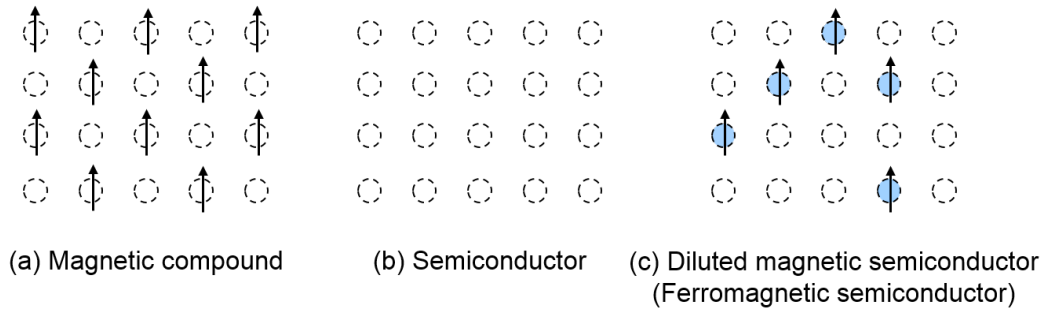 (a) Magnetic compound
(b) Semiconductor
(c) Diluted magnetic semiconductor
(Ferromagnetic semiconductor)